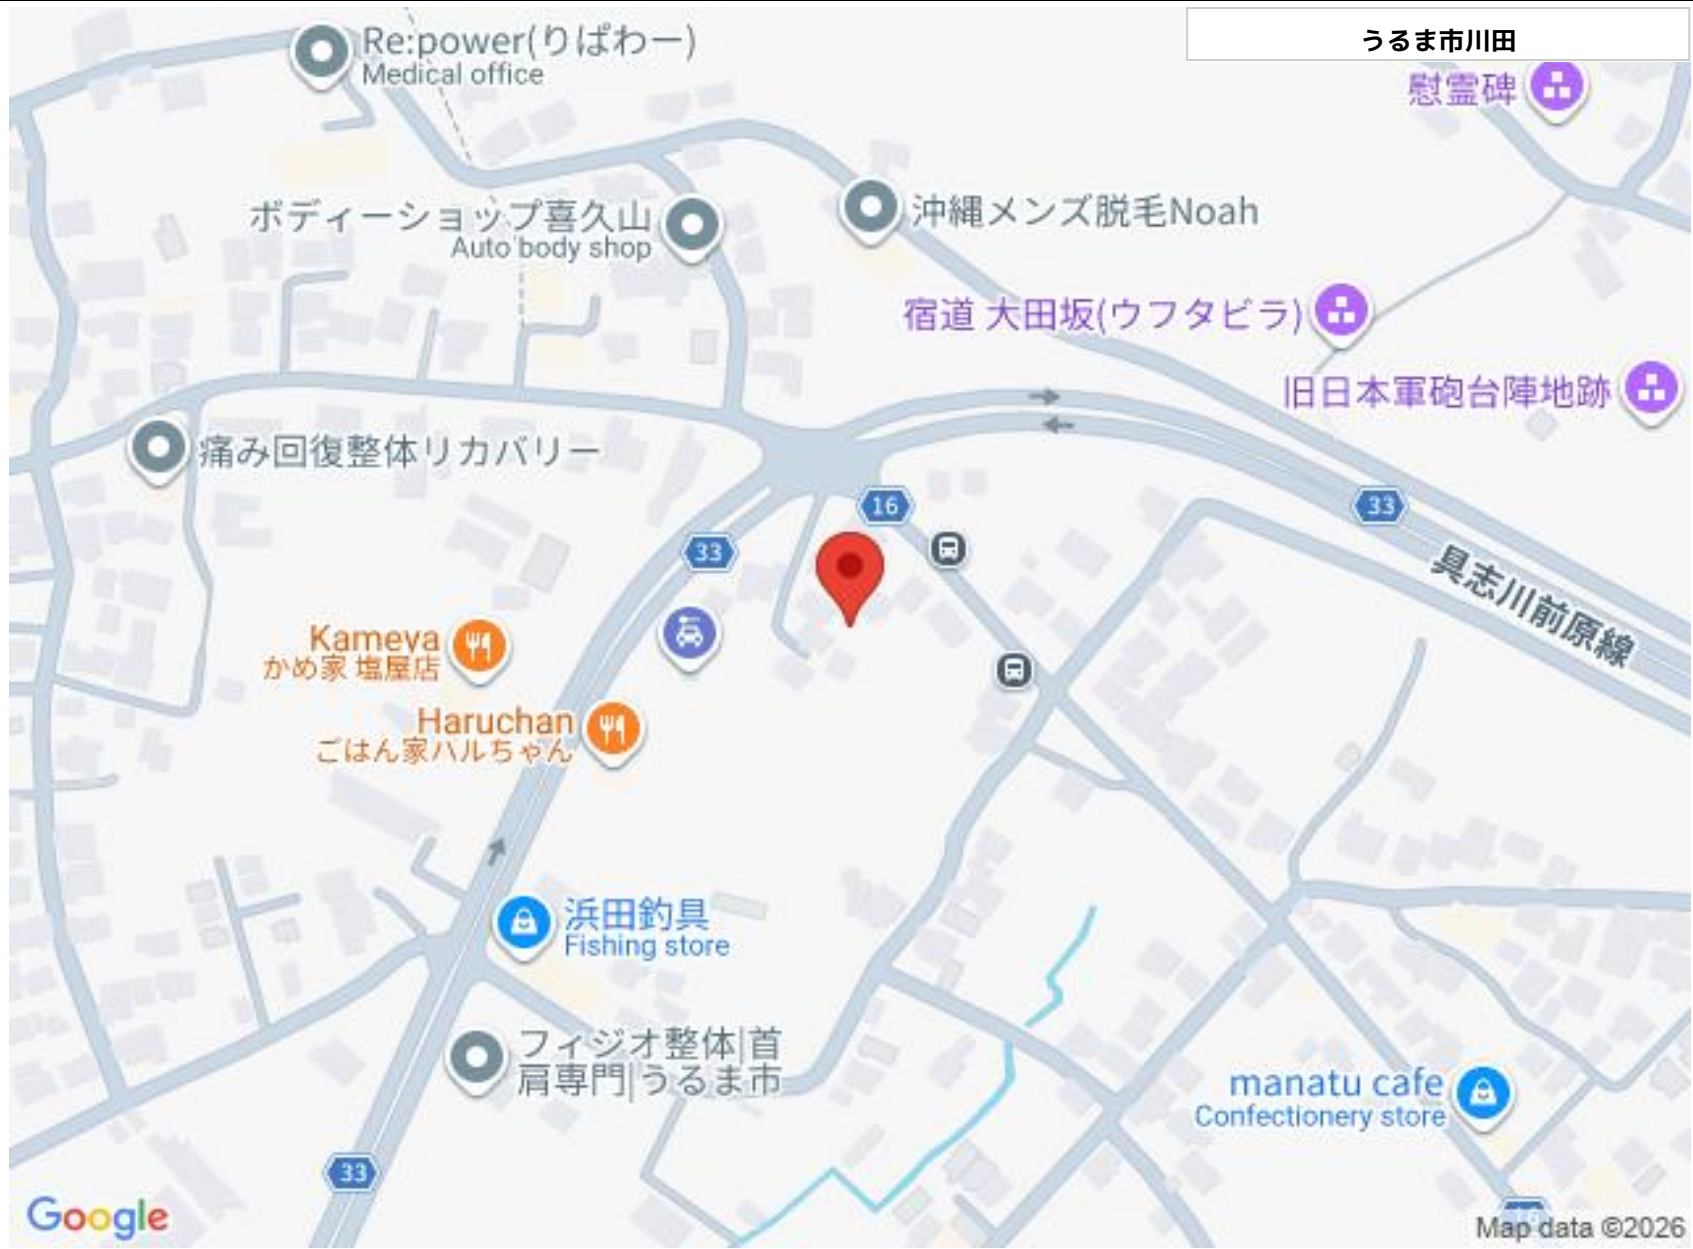 うるま市川田
Re:power(りぱわー)
Medical office
慰霊碑
ボディーショップ喜久山
Auto body shop
沖縄メンズ脱毛Noah
宿道 大田坂(ウフタビラ)
旧日本軍砲台陣地跡
痛み回復整体リカバリー
16
33
33
具志川前原線
Kameya
かめ家 塩屋店
Haruchan
ごはん家ハルちゃん
浜田釣具
Fishing store
フィジオ整体|首
肩専門|うるま市
manatu cafe
Confectionery store
33
Google
Map data ©2026